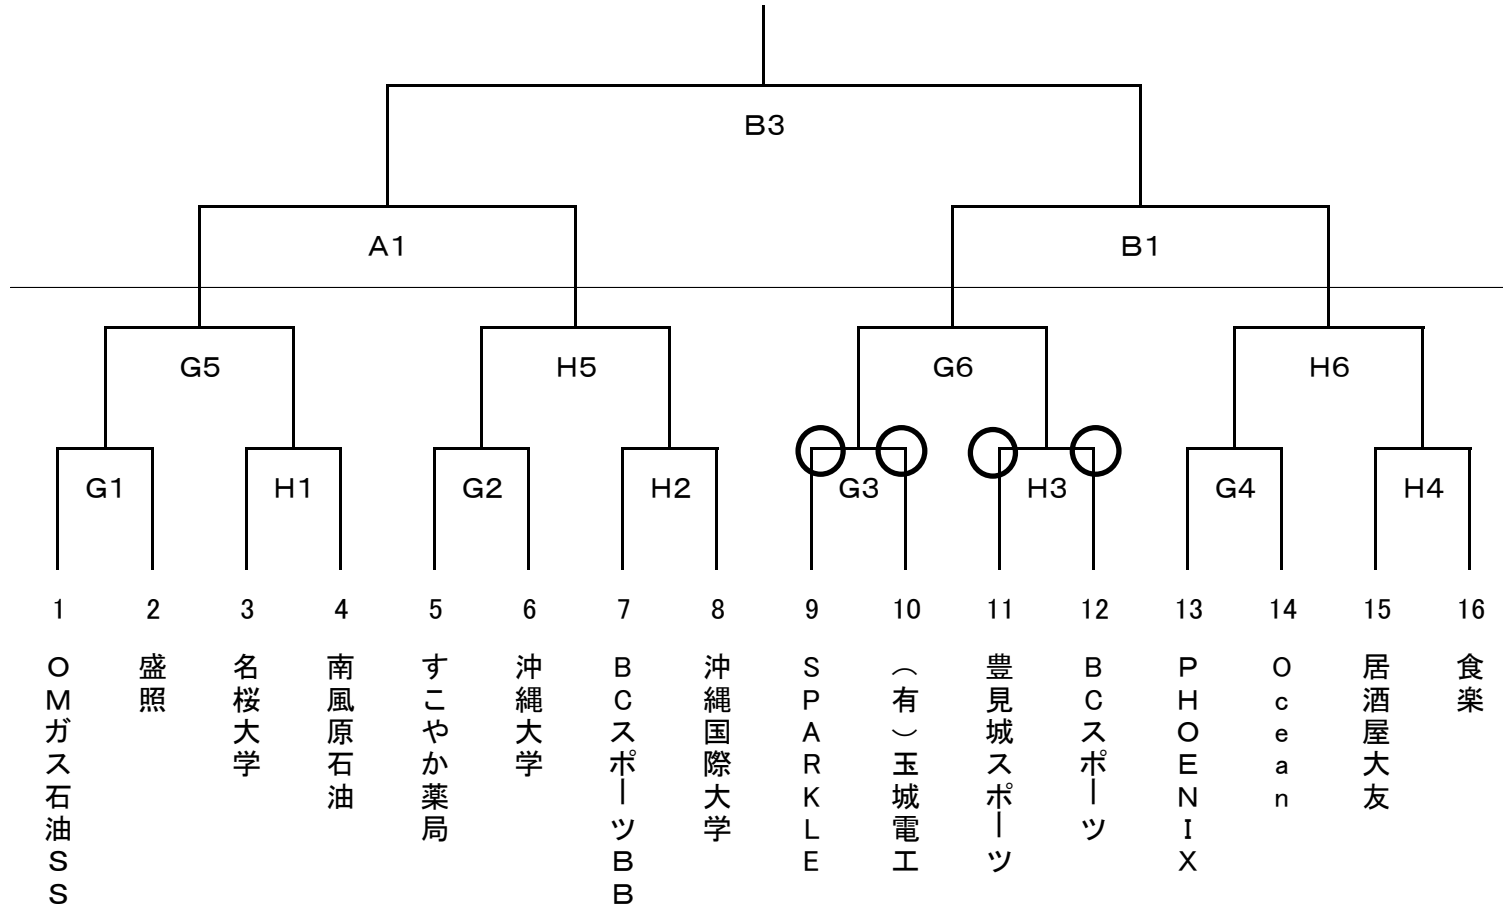 B3
A1
B1
G5
H5
G6
H6
G1
H1
G2
H2
G3
H3
G4
H4
1
2
3
4
5
6
7
8
9
10
11
12
13
14
15
16
OMガス石油SS
盛照
名桜大学
南風原石油
すこやか薬局
沖縄大学
BCスポーツBB
沖縄国際大学
SPARKLE
(有)玉城電工
豊見城スポーツ
BCスポーツ
PHOENIX
Ocean
居酒屋大友
食楽